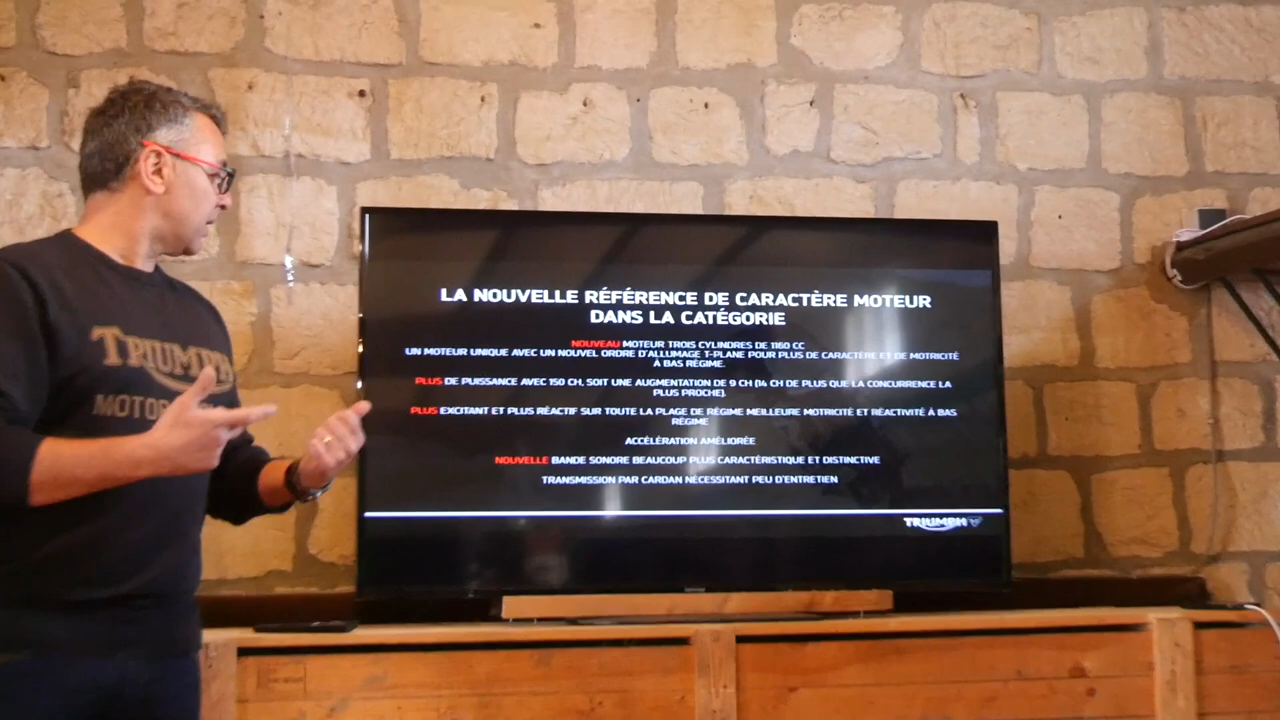 TRIUMPH
LA NOUVELLE RÉFÉRENCE DE CARACTÈRE MOTEUR
DANS LA CATÉGORIE
NOUVEAU MOTEUR TROIS CYLINDRES DE 1160 CC
UN MOTEUR UNIQUE AVEC UN NOUVEL ORDRE D'ALLUMAGE T-PLANE POUR PLUS DE CARACTÈRE ET DE MOTRICITÉ
À BAS RÉGIME.
PLUS DE PUISSANCE AVEC 150 CH, SOIT UNE AUGMENTATION DE 9 CH (14 CH DE PLUS QUE LA CONCURRENCE LA
PLUS PROCHE).
PLUS EXCITANT ET PLUS RÉACTIF SUR TOUTE LA PLAGE DE RÉGIME MEILLEURE MOTRICITÉ ET RÉACTIVITÉ À BAS
RÉGIME
ACCÉLÉRATION AMÉLIORÉE
NOUVELLE BANDE SONORE BEAUCOUP PLUS CARACTÉRISTIQUE ET DISTINCTIVE
TRANSMISSION PAR CARDAN NÉCESSITANT PEU D'ENTRETIEN
TRIUMPH